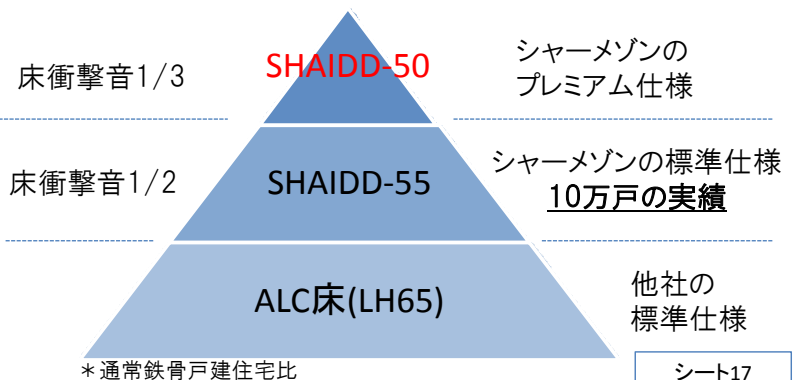 床衝撃音1/3
SHAIDD-50
シャーメゾンの
プレミアム仕様
床衝撃音1/2
SHAIDD-55
シャーメゾンの標準仕様
10万戸の実績
ALC床(LH65)
他社の
標準仕様
＊通常鉄骨戸建住宅比
シート17